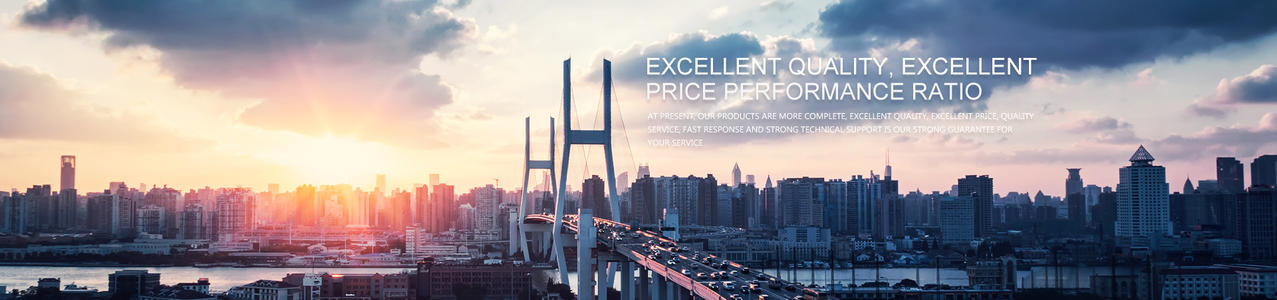 EXCELLENT QUALITY, EXCELLENT
PRICE PERFORMANCE RATIO
AT PRESENT, OUR PRODUCTS ARE MORE COMPLETE, EXCELLENT QUALITY, EXCELLENT PRICE, QUALITY
SERVICE, FAST RESPONSE AND STRONG TECHNICAL SUPPORT IS OUR STRONG GUARANTEE FOR
YOUR SERVICE